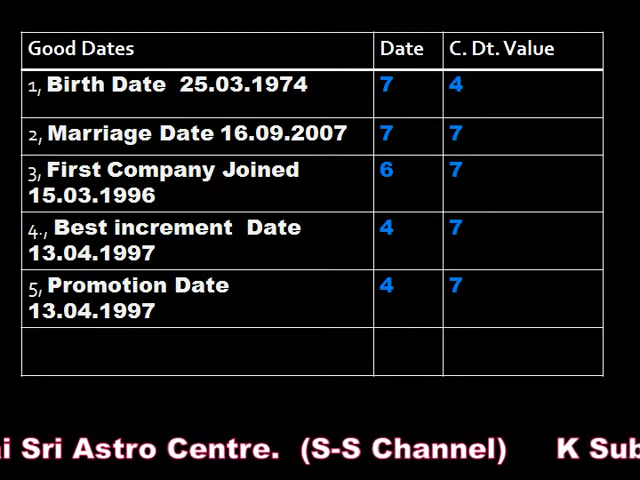 Good Dates Date C. Dt. Value
1, Birth Date 25.03.1974 7 4
2, Marriage Date 16.09.2007 7 7
3, First Company Joined 6 7
15.03.1996
4., Best increment Date 4 7
13.04.1997
5, Promotion Date 4 7
13.04.1997
Sri Astro Centre. (S-S Channel) K